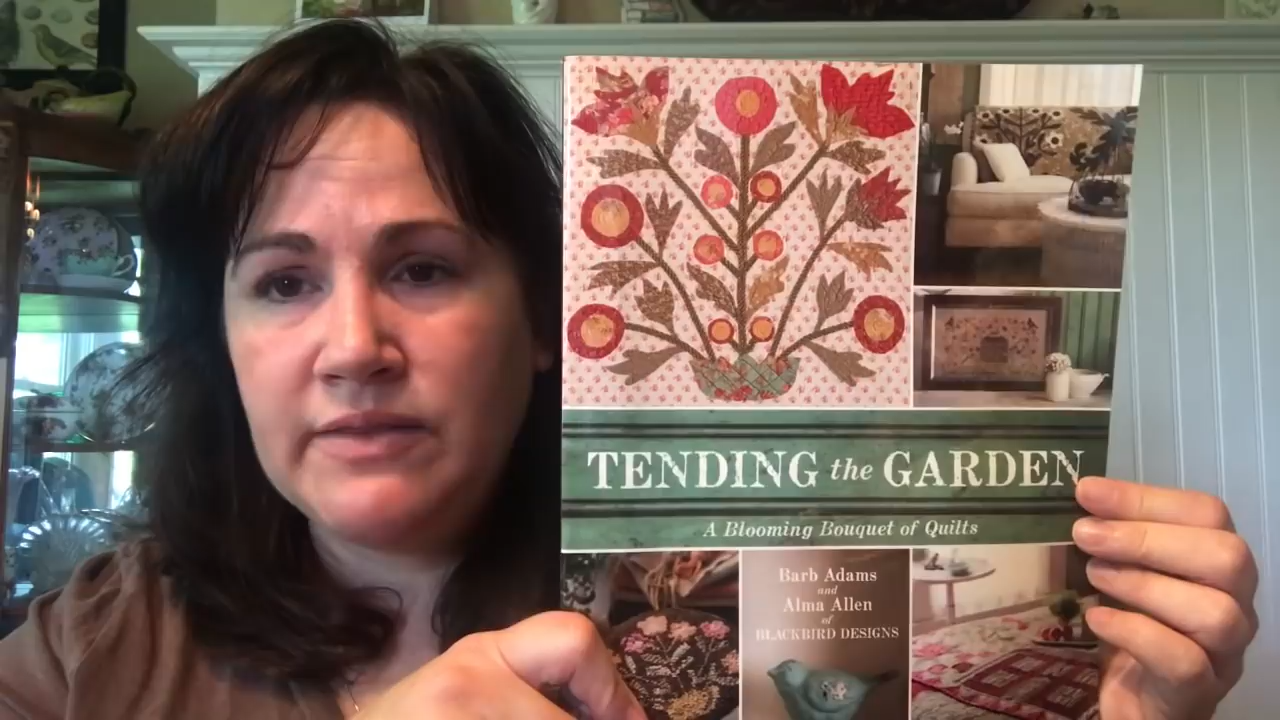 TENDING the GARDEN
A Blooming Bouquet of Quilts
Barb Adams
and
Alma Allen
of
BLACKBIRD DESIGNS